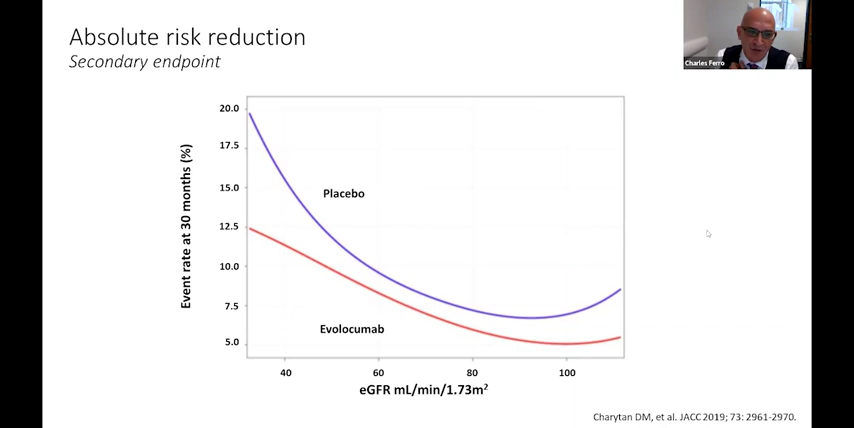 Absolute risk reduction
Secondary endpoint
Charles Ferro
Event rate at 30 months (%)
20.0
17.5
15.0
12.5
10.0
7.5
5.0
Placebo
Evolocumab
40 60 80 100
eGFR mL/min/1.73m²
Charytan DM, et al. JACC 2019; 73: 2961-2970.